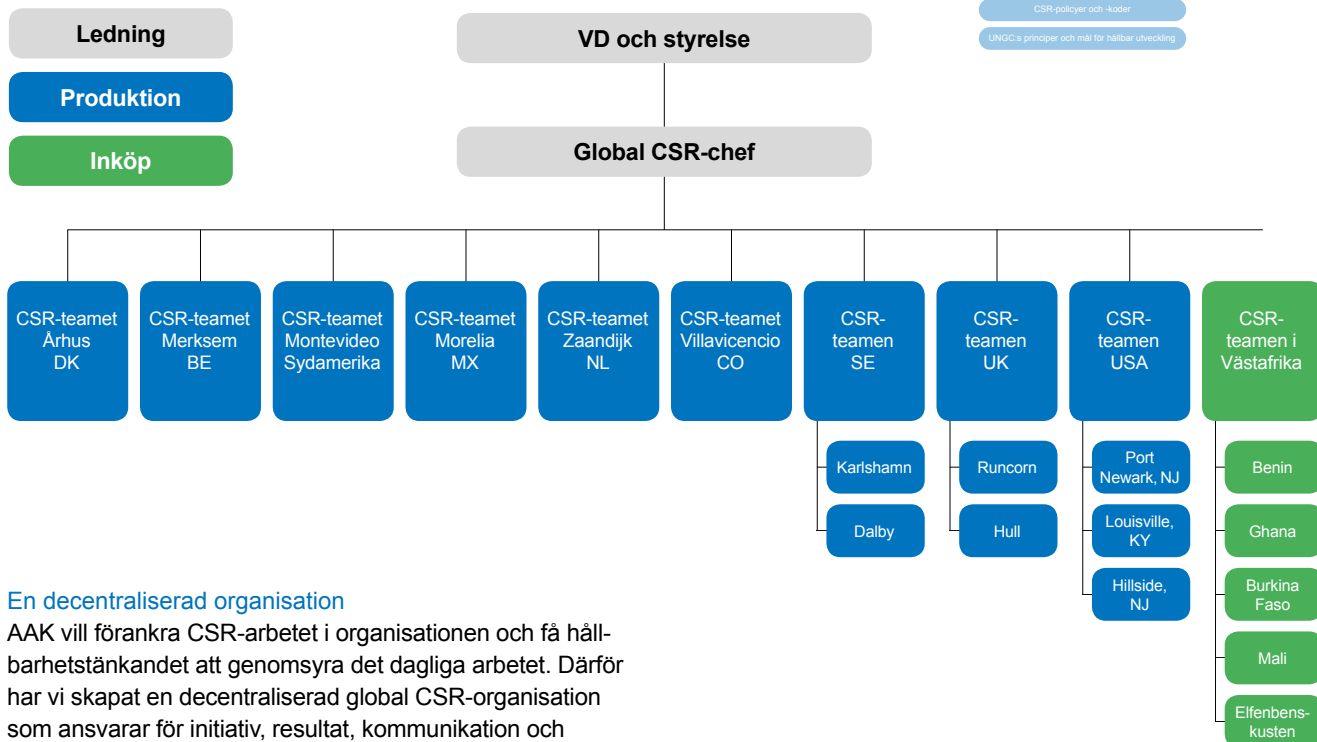 CSR-policyer och -koder
UNGC:s principer och mål för hållbar utveckling
Ledning
Produktion
Inköp
VD och styrelse
Global CSR-chef
CSR-teamet
Århus
DK
CSR-teamet
Merksem
BE
CSR-teamet
Montevideo
Sydamerika
CSR-teamet
Morelia
MX
CSR-teamet
Zaandijk
NL
CSR-teamet
Villavicencio
CO
CSR-
teamen
SE
CSR-
teamen
UK
CSR-
teamen
USA
CSR-
teamen i
Västafrika
Karlshamn
Dalby
Runcorn
Hull
Port
Newark, NJ
Louisville,
KY
Hillside,
NJ
Benin
Ghana
Burkina
Faso
Mali
Elfenbens-
kusten
En decentraliserad organisation
AAK vill förankra CSR-arbetet i organisationen och få håll-
barhetstänkandet att genomsyra det dagliga arbetet. Därför
har vi skapat en decentraliserad global CSR-organisation
som ansvarar för initiativ, resultat, kommunikation och